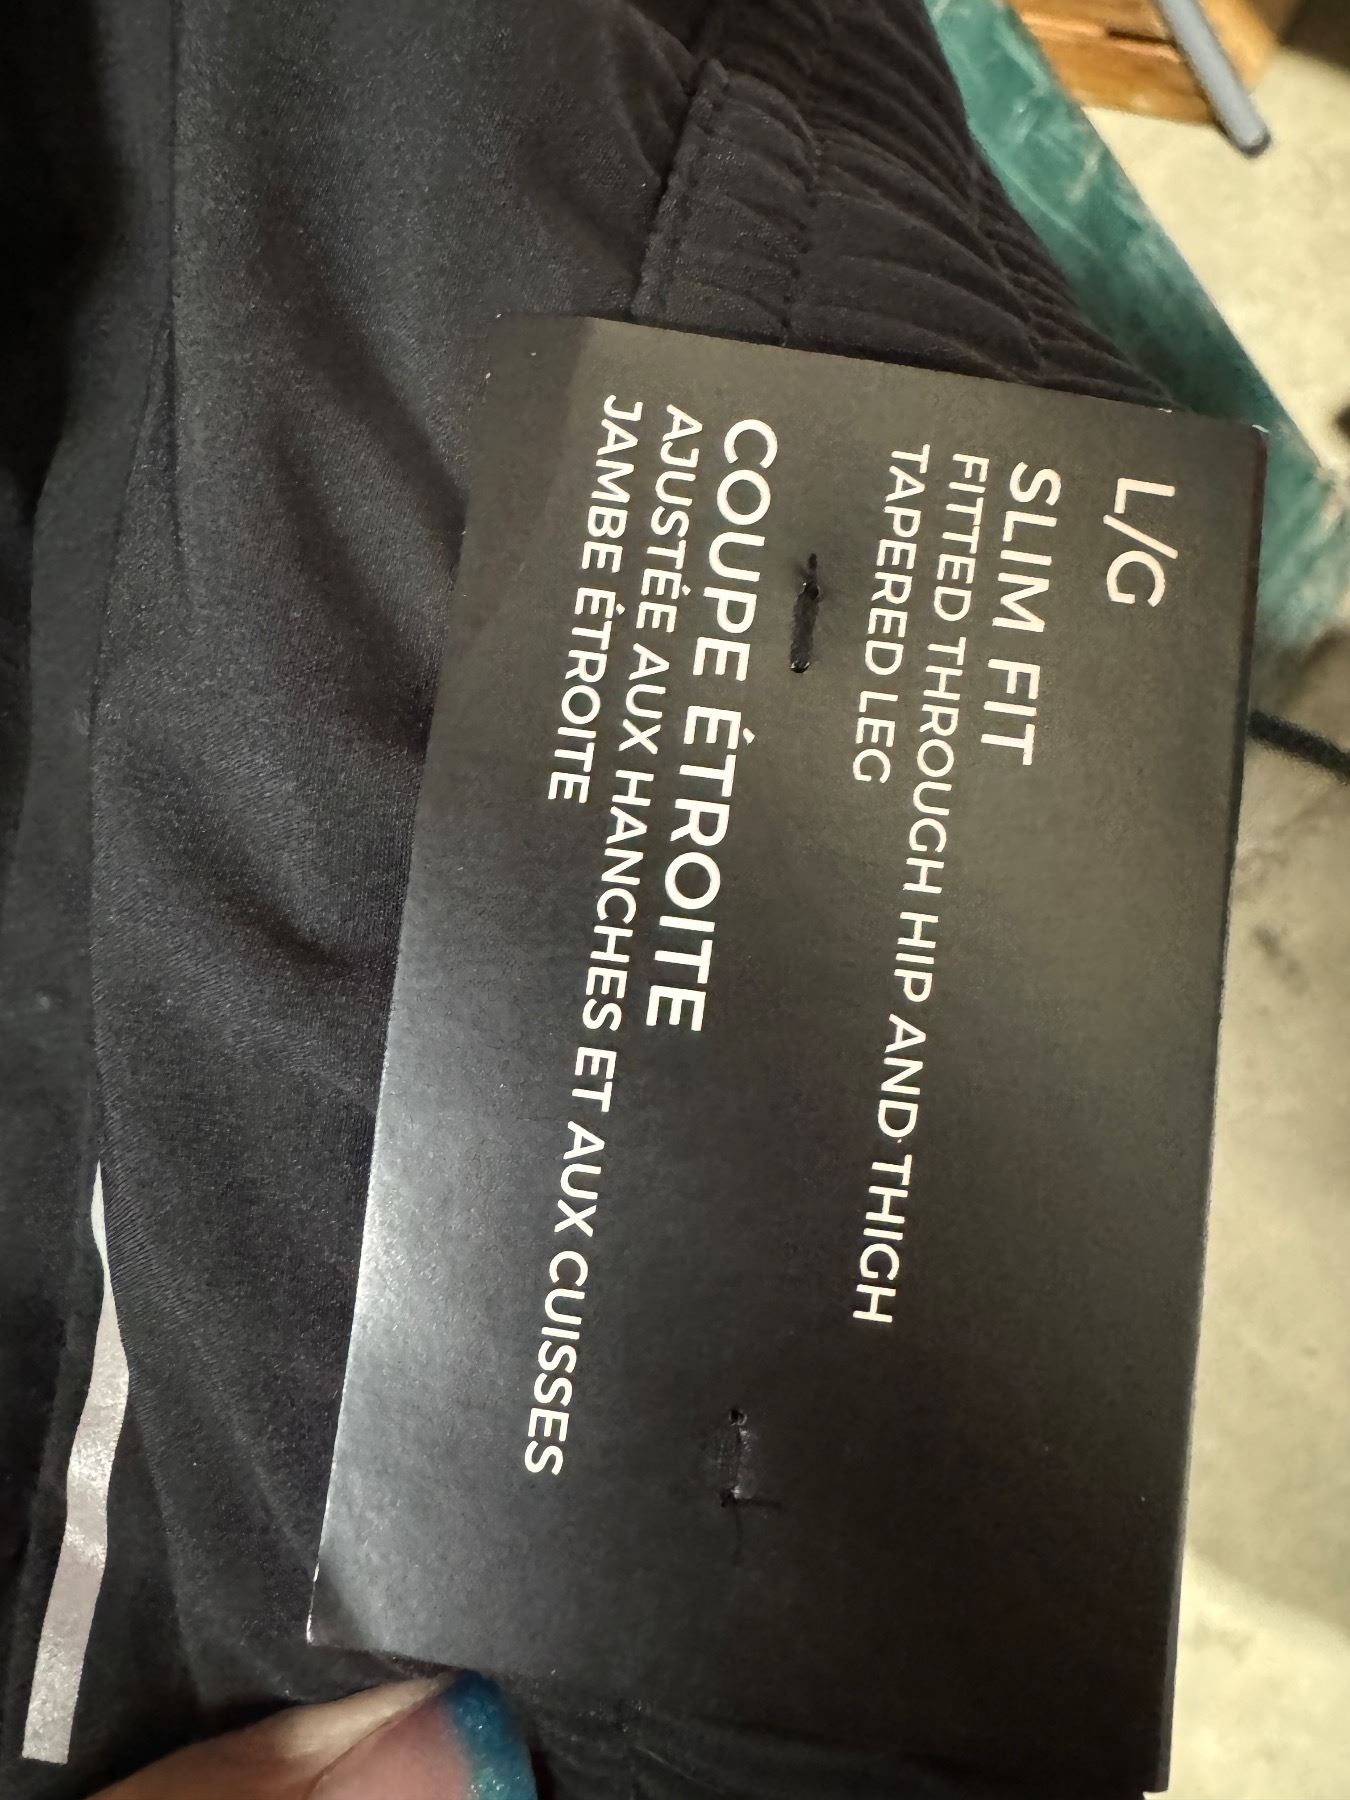 L/G
SLIM FIT
FITTED THROUGH HIP AND THIGH
TAPERED LEG
COUPE ÉTROITE
AJUSTÉE AUX HANCHES ET AUX CUISSES
JAMBE ÉTROITE